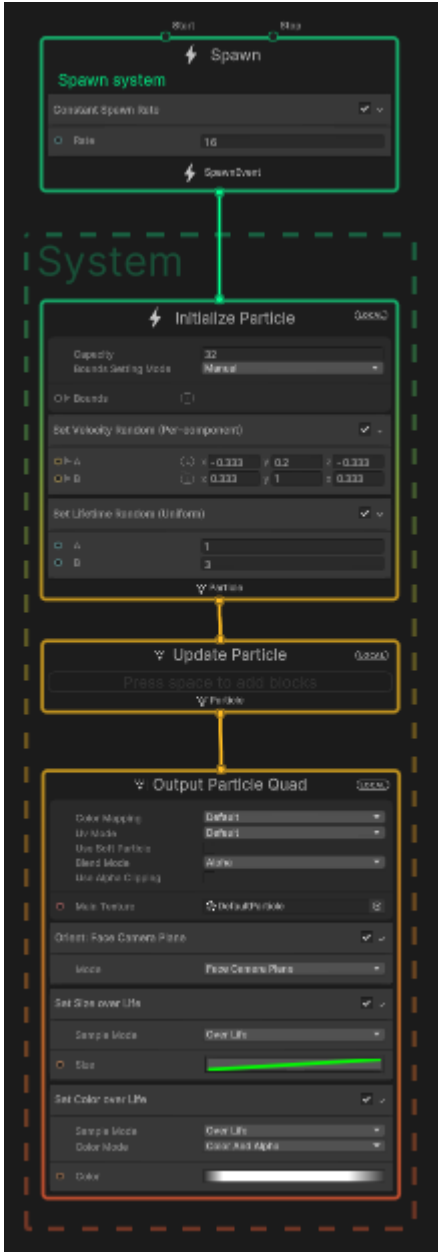 Start Stop
Spawn
Spawn system
Constant Spawn Rate
Rate 16
SpawnEvent
System
Initialize Particle LOCAL
Capacity 32
Bounds Setting Mode Manual
Bounds
Set Velocity Random (Per-component)
A x -0.333 y 0.2 z -0.333
B x 0.333 y 1 z 0.333
Set Lifetime Random (Uniform)
A 1
B 3
Particle
Update Particle LOCAL
Press space to add blocks
Particle
Output Particle Quad LOCAL
Color Mapping Default
Uv Mode Default
Use Soft Particle
Blend Mode Alpha
Use Alpha Clipping
Main Texture DefaultParticle
Orient: Face Camera Plane
Mode Face Camera Plane
Set Size over Life
Sample Mode Over Life
Size
Set Color over Life
Sample Mode Over Life
Color Mode Color And Alpha
Color